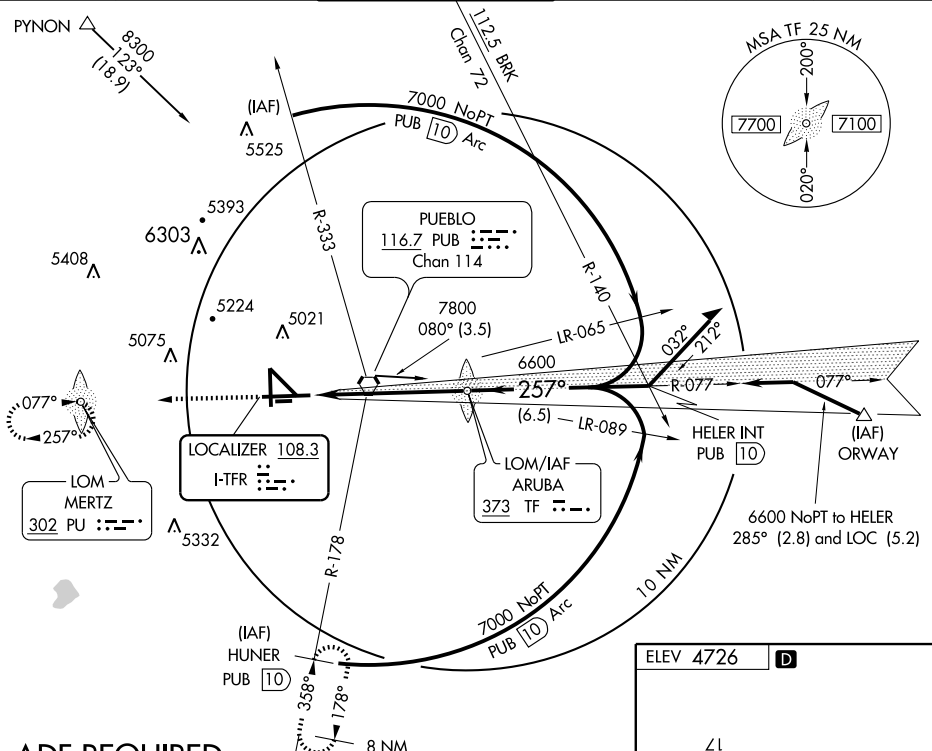 PYNON
8300
123°
(18.9)
112.5 BRK
Chan 72
MSA TF 25 NM
200°
7700
7100
020°
(IAF)
7000 NoPT
PUB 10 Arc
5525
5393
6303
5408
5224
5021
5075
R-333
PUEBLO
116.7 PUB
Chan 114
R-140
7800
080° (3.5)
LR-065
6600
032°
212°
257°
R-077
077°
(6.5)
LR-089
077°
257°
LOCALIZER 108.3
I-TFR
HELER INT
PUB 10
(IAF)
ORWAY
LOM
MERTZ
302 PU
LOM/IAF
ARUBA
373 TF
6600 NoPT to HELER
285° (2.8) and LOC (5.2)
5332
R-178
10 NM
7000 NoPT
PUB 10 Arc
(IAF)
HUNER
PUB 10
358°
178°
8 NM
ELEV 4726 D
17
ADF REQUIRED